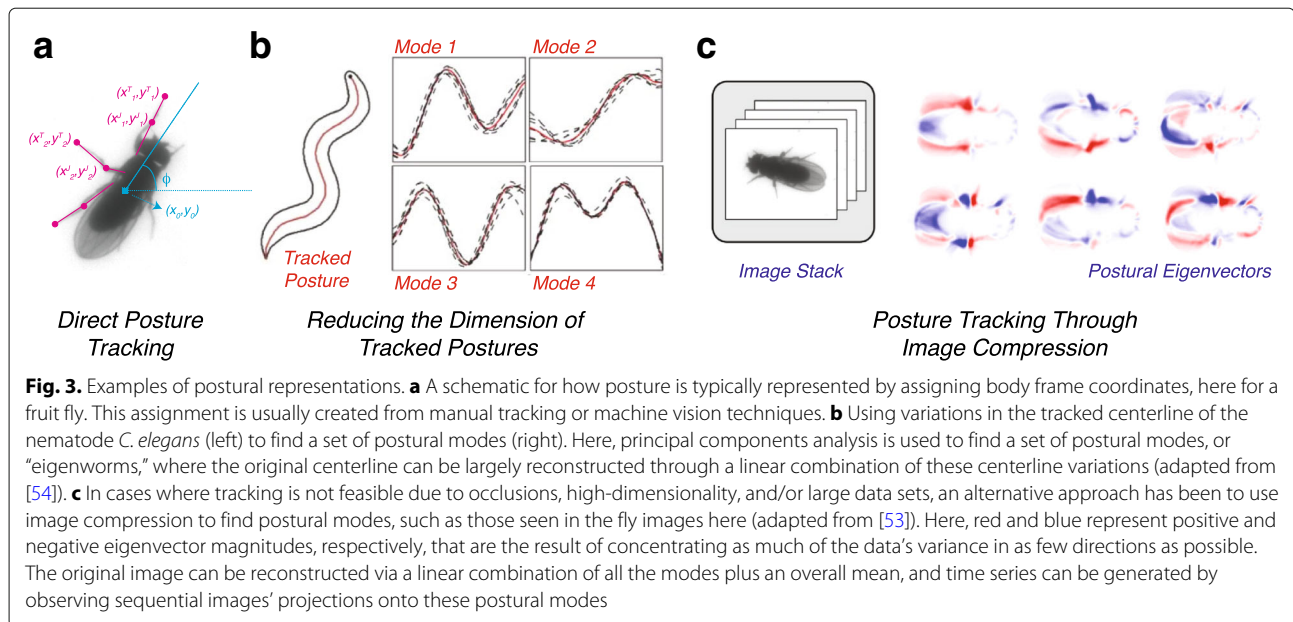 a
b
c
(xᵀ₁,yᵀ₁)
(xᴶ₁,yᴶ₁)
(xᵀ₂,yᵀ₂)
(xᴶ₂,yᴶ₂)
ϕ
(x₀,y₀)
Mode 1
Mode 2
Tracked
Posture
Mode 3
Mode 4
Image Stack
Postural Eigenvectors
Direct Posture
Tracking
Reducing the Dimension of
Tracked Postures
Posture Tracking Through
Image Compression
Fig. 3. Examples of postural representations. a A schematic for how posture is typically represented by assigning body frame coordinates, here for a
fruit fly. This assignment is usually created from manual tracking or machine vision techniques. b Using variations in the tracked centerline of the
nematode C. elegans (left) to find a set of postural modes (right). Here, principal components analysis is used to find a set of postural modes, or
“eigenworms,” where the original centerline can be largely reconstructed through a linear combination of these centerline variations (adapted from
[54]). c In cases where tracking is not feasible due to occlusions, high-dimensionality, and/or large data sets, an alternative approach has been to use
image compression to find postural modes, such as those seen in the fly images here (adapted from [53]). Here, red and blue represent positive and
negative eigenvector magnitudes, respectively, that are the result of concentrating as much of the data’s variance in as few directions as possible.
The original image can be reconstructed via a linear combination of all the modes plus an overall mean, and time series can be generated by
observing sequential images’ projections onto these postural modes